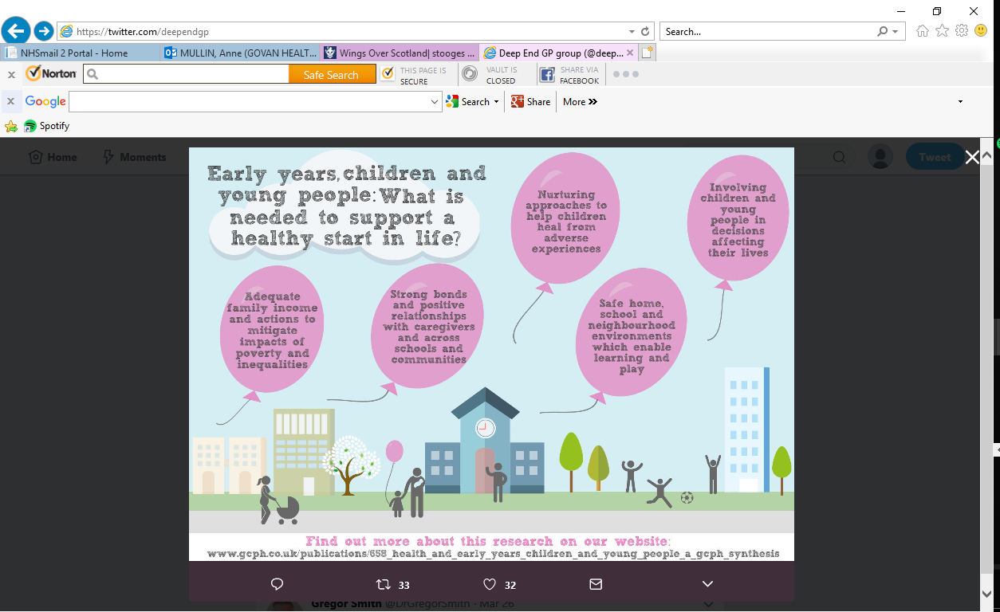 https://twitter.com/deependgp
Search...
NHSmail 2 Portal - Home
MULLIN, Anne (GOVAN HEALT...
Wings Over Scotland| stooges ...
Deep End GP group (@deep...
Norton
Safe Search
THIS PAGE IS
SECURE
VAULT IS
CLOSED
SHARE VIA
FACEBOOK
Google
Search
Share
More »
Spotify
Home
Moments
Tweet
Early years, children and
young people: What is
needed to support a
healthy start in life?
Nurturing
approaches to
help children
heal from
adverse
experiences
Involving
children and
young
people in
decisions
affecting
their lives
Adequate
family income
and actions to
mitigate
impacts of
poverty and
inequalities
Strong bonds
and positive
relationships
with caregivers
and across
schools and
communities
Safe home,
school and
neighbourhood
environments
which enable
learning and
play
Find out more about this research on our website:
www.gcph.co.uk/publications/658_health_and_early_years_children_and_young_people_a_gcph_synthesis
33
32
Gregor Smith @DrGregorSmith · Mar 26